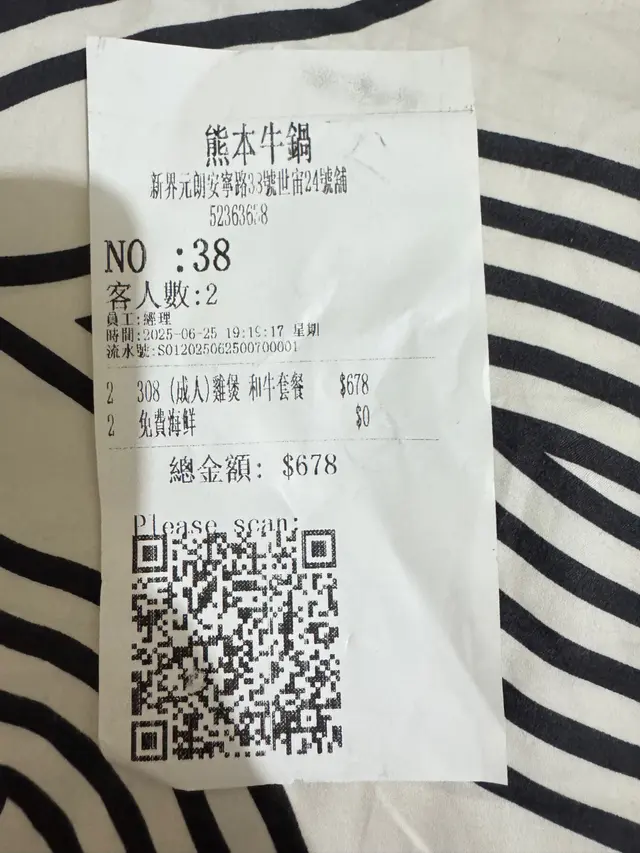 熊本牛鍋
新界元朗安寧路38號世宙24號舖
52363638
NO :38
客人數:2
員工:經理
時間:2025-06-25 19:19:17 星期
流水號:S012025062500700001
2 308 (成人)雞煲 和牛套餐 $678
2 免費海鮮 $0
總金額: $678
Please scan: